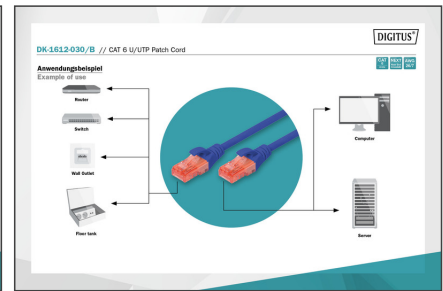 DIGITUS®
DK-1612-030/B // CAT 6 U/UTP Patch Cord
Anwendungsbeispiel
Example of use
Router
Switch
Wall Outlet
Floor tank
Computer
Server